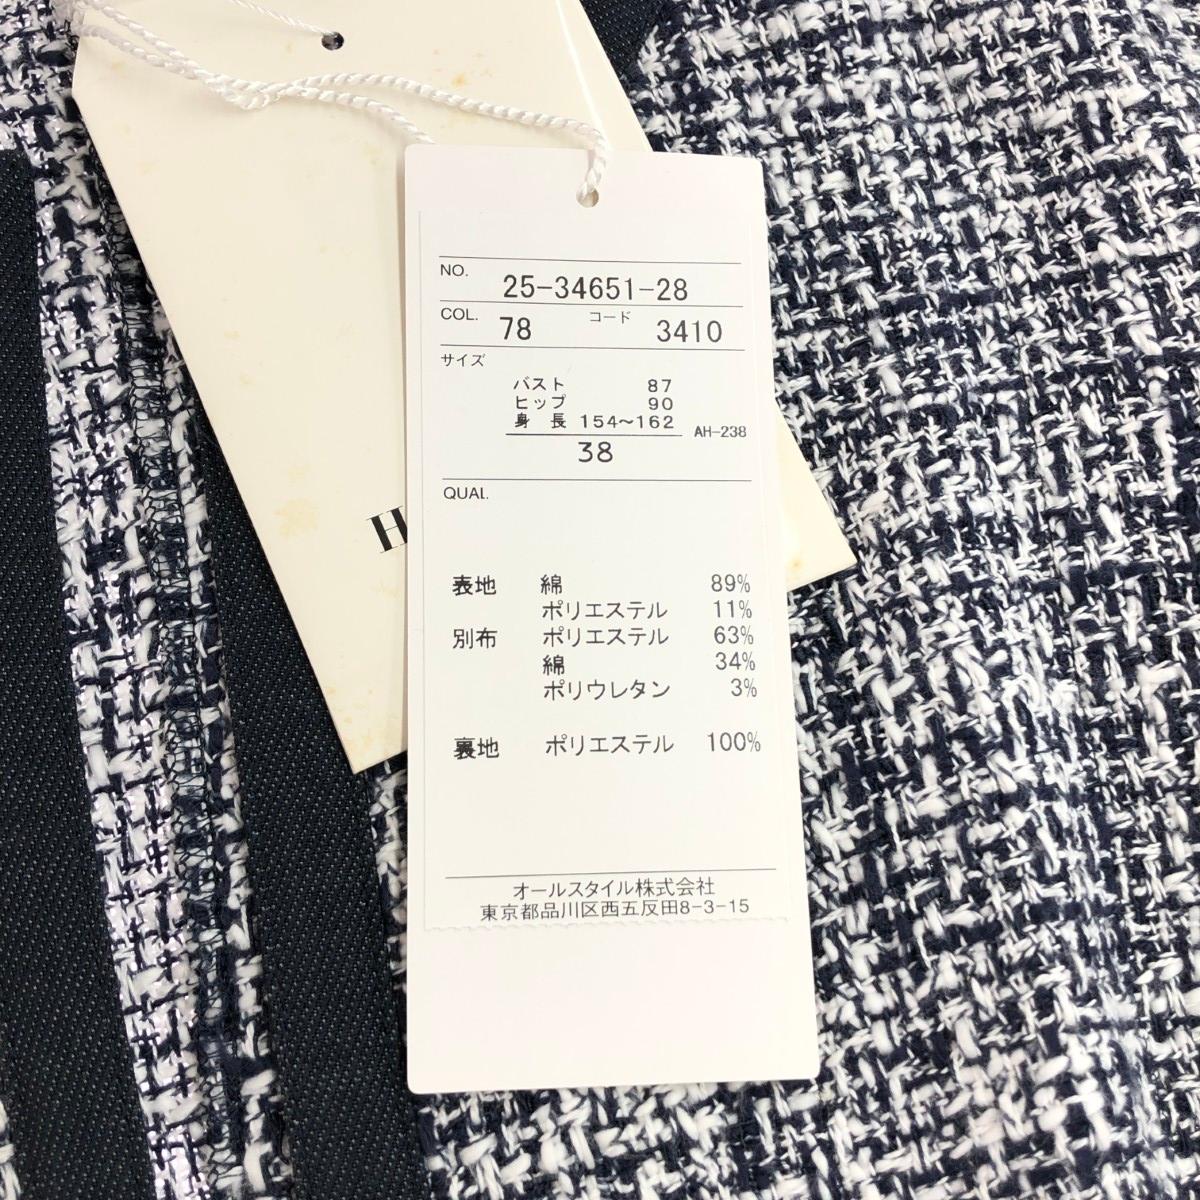 NO. 25-34651-28
COL. 78 コード 3410
サイズ
バスト 87
ヒップ 90
身 長 154～162
AH-238
38
QUAL.
表地 綿 89%
ポリエステル 11%
別布 ポリエステル 63%
綿 34%
ポリウレタン 3%
裏地 ポリエステル 100%
オールスタイル株式会社
東京都品川区西五反田8-3-15
H